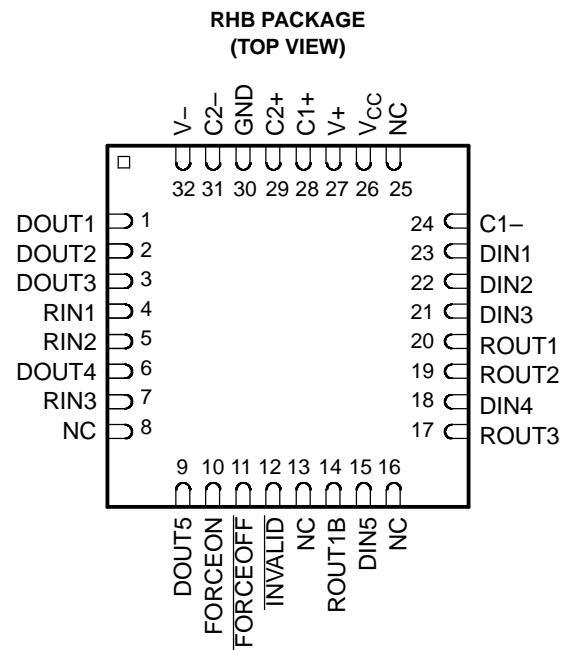 RHB PACKAGE
(TOP VIEW)
V–
C2–
GND
C2+
C1+
V+
VCC
NC
32 31 30 29 28 27 26 25
DOUT1 1
DOUT2 2
DOUT3 3
RIN1 4
RIN2 5
DOUT4 6
RIN3 7
NC 8
24 C1–
23 DIN1
22 DIN2
21 DIN3
20 ROUT1
19 ROUT2
18 DIN4
17 ROUT3
9 10 11 12 13 14 15 16
DOUT5
FORCEON
FORCEOFF
INVALID
NC
ROUT1B
DIN5
NC